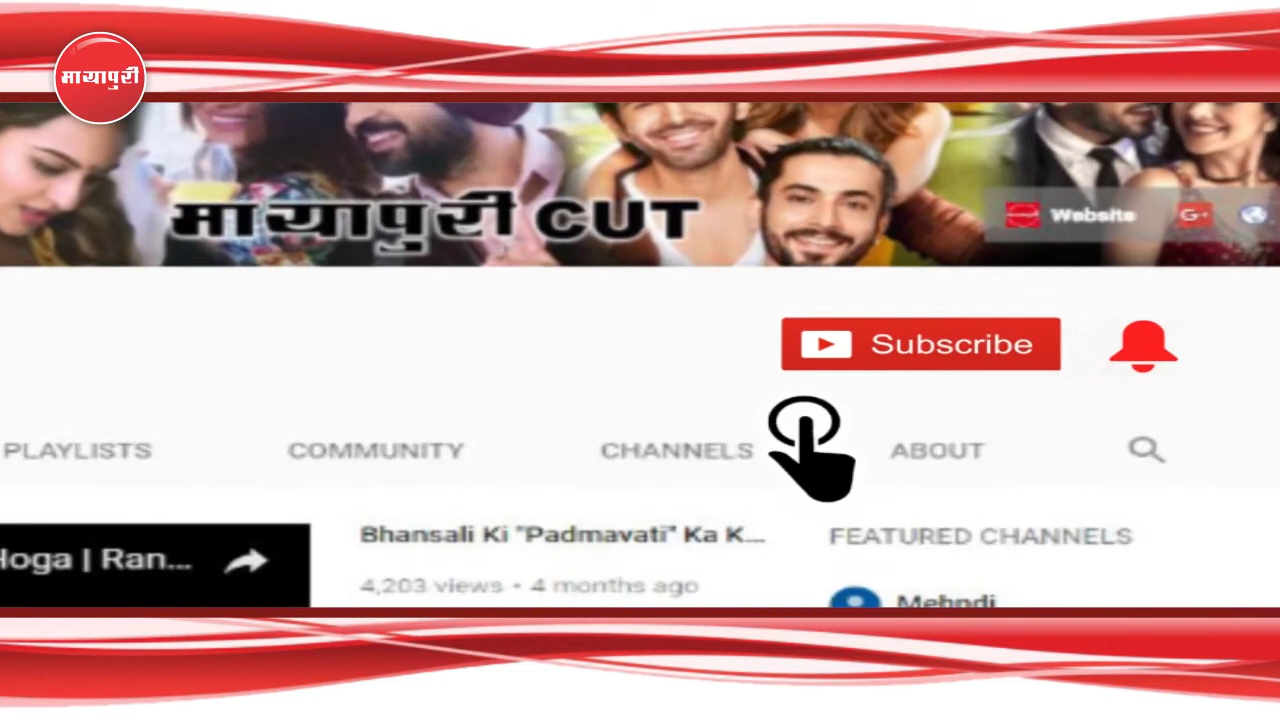 मायापुरी
मायापुरी CUT
Website
G+
Subscribe
PLAYLISTS COMMUNITY CHANNELS ABOUT
Bhansali Ki "Padmavati" Ka K...
FEATURED CHANNELS
Hoga | Ran...
4,203 views • 4 months ago
Mehndi